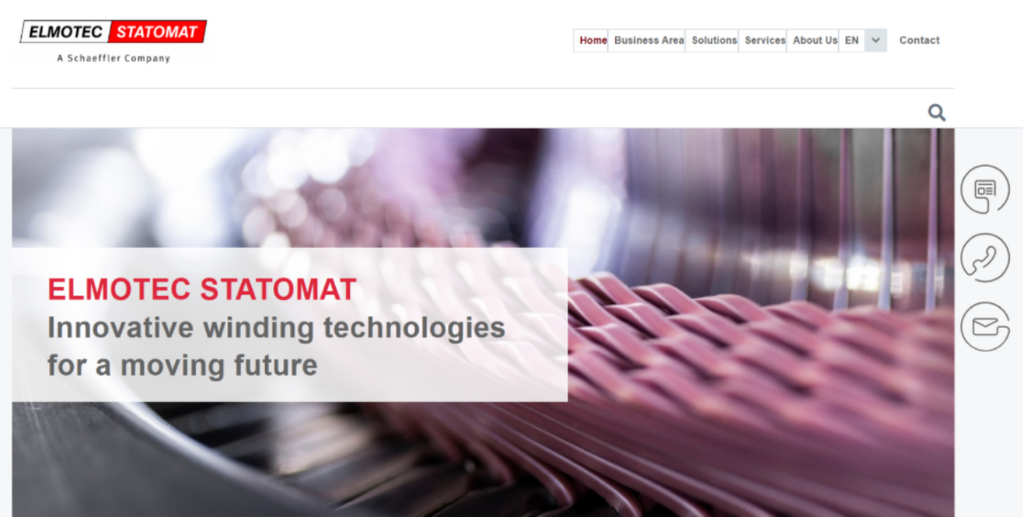 ELMOTEC STATOMAT
A Schaeffler Company
Home Business Area Solutions Services About Us EN Contact
ELMOTEC STATOMAT
Innovative winding technologies
for a moving future